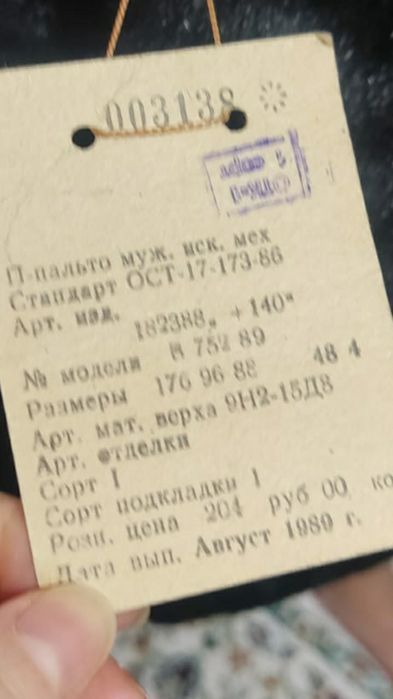 003138
П-пальто муж. иск. мех
Стандарт ОСТ-17-173-86
Арт. изд.
182388, +140*
№ модели В 752 89
Размеры 176 96 88 48 4
Арт. мат. верха 9Н2-15Д8
Арт. отделки
Сорт 1
Сорт подкладки 1
Розн. цена 204 руб 00 ко
Дата вып. Август 1989 г.